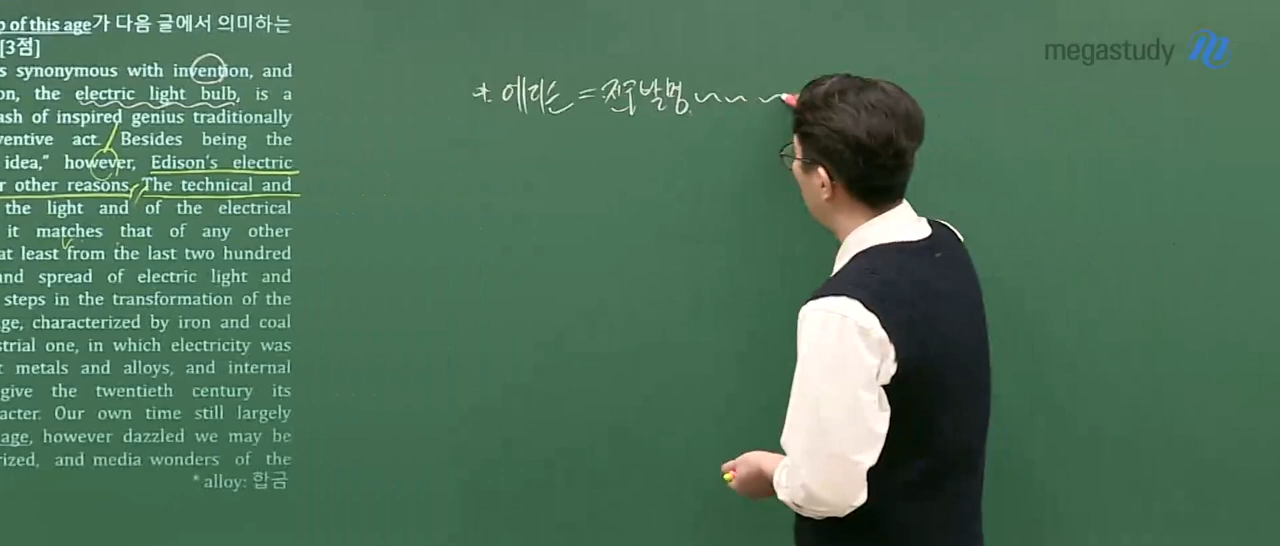 p of this age가 다음 글에서 의미하는
[3점]
s synonymous with invention, and
on, the electric light bulb, is a
ash of inspired genius traditionally
ventive act. Besides being the
idea," however, Edison's electric
r other reasons. The technical and
the light and of the electrical
it matches that of any other
at least from the last two hundred
and spread of electric light and
steps in the transformation of the
ge, characterized by iron and coal
strial one, in which electricity was
t metals and alloys, and internal
give the twentieth century its
acter. Our own time still largely
age, however dazzled we may be
rized, and media wonders of the
* alloy: 합금
* 에디슨 = 전구 발명
megastudy